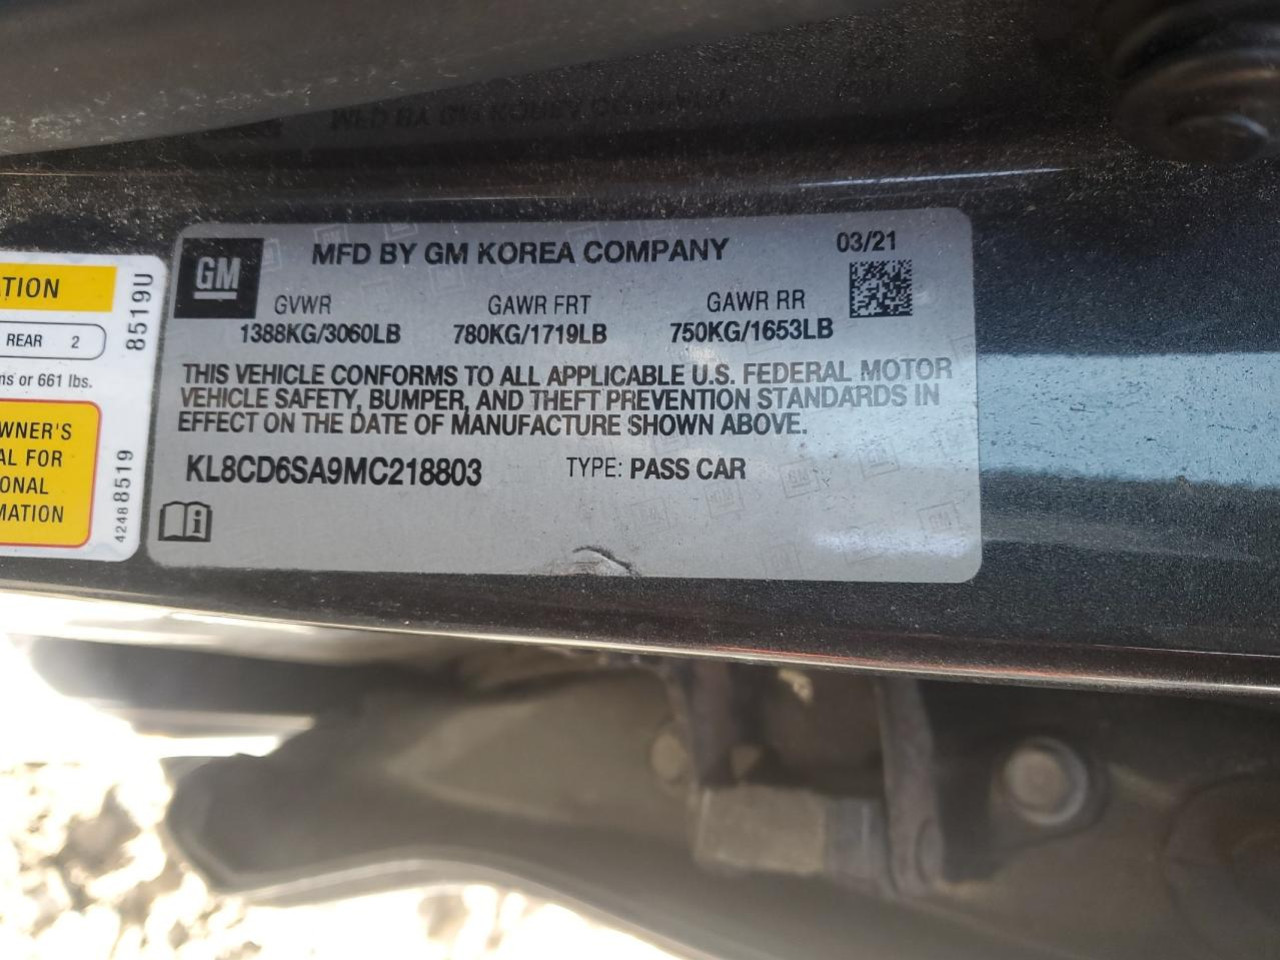 GM
MFD BY GM KOREA COMPANY
03/21
GVWR GAWR FRT GAWR RR
1388KG/3060LB 780KG/1719LB 750KG/1653LB
THIS VEHICLE CONFORMS TO ALL APPLICABLE U.S. FEDERAL MOTOR
VEHICLE SAFETY, BUMPER, AND THEFT PREVENTION STANDARDS IN
EFFECT ON THE DATE OF MANUFACTURE SHOWN ABOVE.
KL8CD6SA9MC218803 TYPE: PASS CAR
TION
REAR 2
ns or 661 lbs.
WNER'S
AL FOR
ONAL
MATION
8519U
42488519